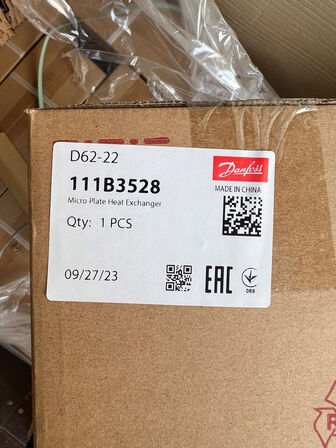 D62-22
Danfoss
111B3528
MADE IN CHINA
Micro Plate Heat Exchanger
Qty: 1 PCS
09/27/23
EAC
089